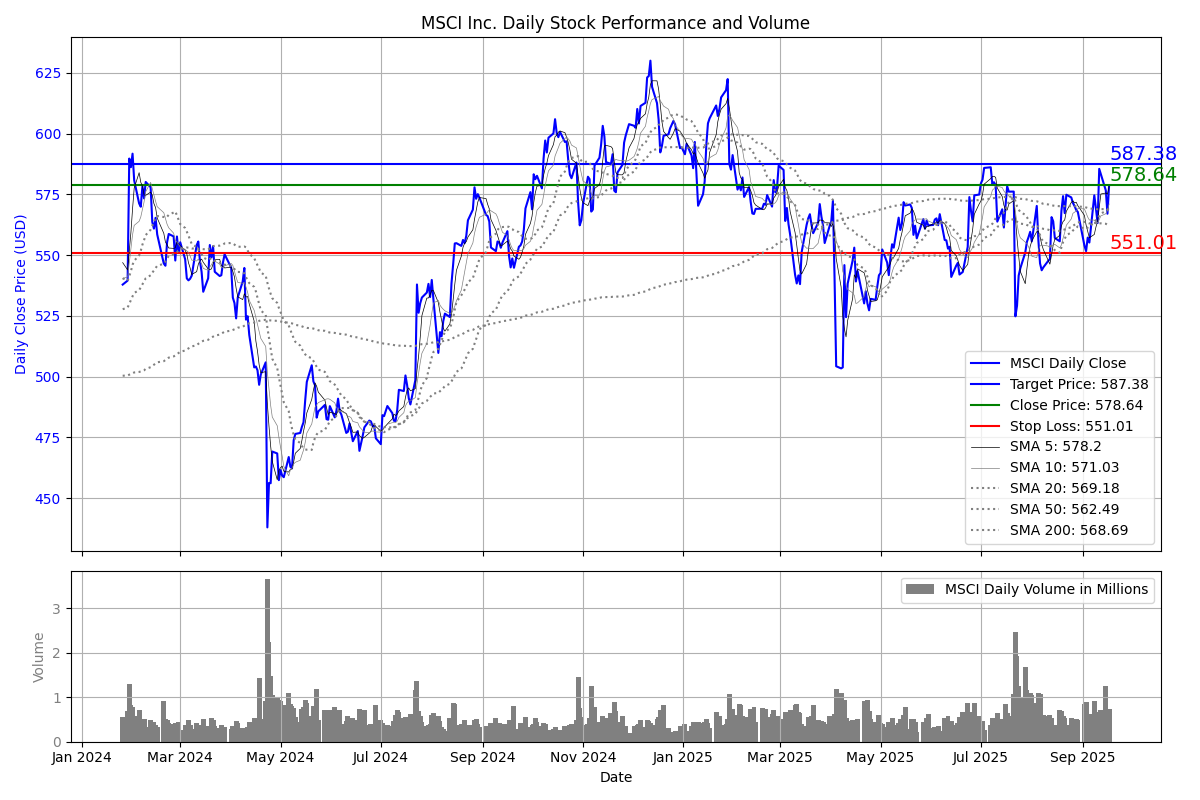 MSCI Inc. Daily Stock Performance and Volume
Daily Close Price (USD)
625
600
575
550
525
500
475
450
587.38
578.64
551.01
MSCI Daily Close
Target Price: 587.38
Close Price: 578.64
Stop Loss: 551.01
SMA 5: 578.2
SMA 10: 571.03
SMA 20: 569.18
SMA 50: 562.49
SMA 200: 568.69
Volume
3
2
1
0
MSCI Daily Volume in Millions
Jan 2024 Mar 2024 May 2024 Jul 2024 Sep 2024 Nov 2024 Jan 2025 Mar 2025 May 2025 Jul 2025 Sep 2025
Date